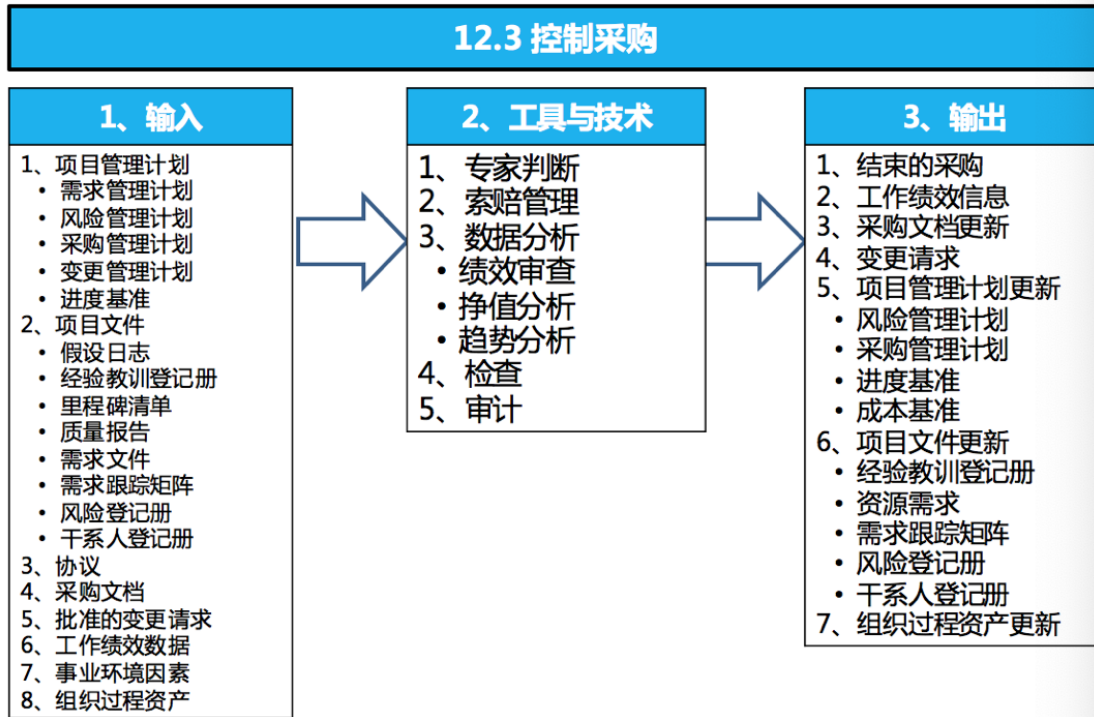 12.3 控制采购
1、输入
1、项目管理计划
• 需求管理计划
• 风险管理计划
• 采购管理计划
• 变更管理计划
• 进度基准
2、项目文件
• 假设日志
• 经验教训登记册
• 里程碑清单
• 质量报告
• 需求文件
• 需求跟踪矩阵
• 风险登记册
• 干系人登记册
3、协议
4、采购文档
5、批准的变更请求
6、工作绩效数据
7、事业环境因素
8、组织过程资产
2、工具与技术
1、专家判断
2、索赔管理
3、数据分析
• 绩效审查
• 挣值分析
• 趋势分析
4、检查
5、审计
3、输出
1、结束的采购
2、工作绩效信息
3、采购文档更新
4、变更请求
5、项目管理计划更新
• 风险管理计划
• 采购管理计划
• 进度基准
• 成本基准
6、项目文件更新
• 经验教训登记册
• 资源需求
• 需求跟踪矩阵
• 风险登记册
• 干系人登记册
7、组织过程资产更新